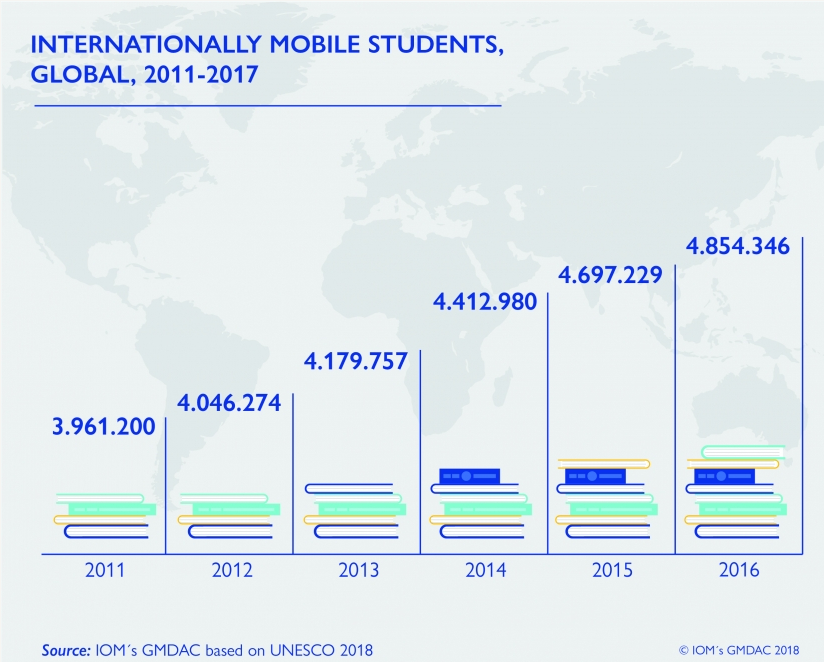 INTERNATIONALLY MOBILE STUDENTS,
GLOBAL, 2011-2017
4.854.346
4.697.229
4.412.980
4.179.757
4.046.274
3.961.200
2011 2012 2013 2014 2015 2016
Source: IOM´s GMDAC based on UNESCO 2018
© IOM´s GMDAC 2018